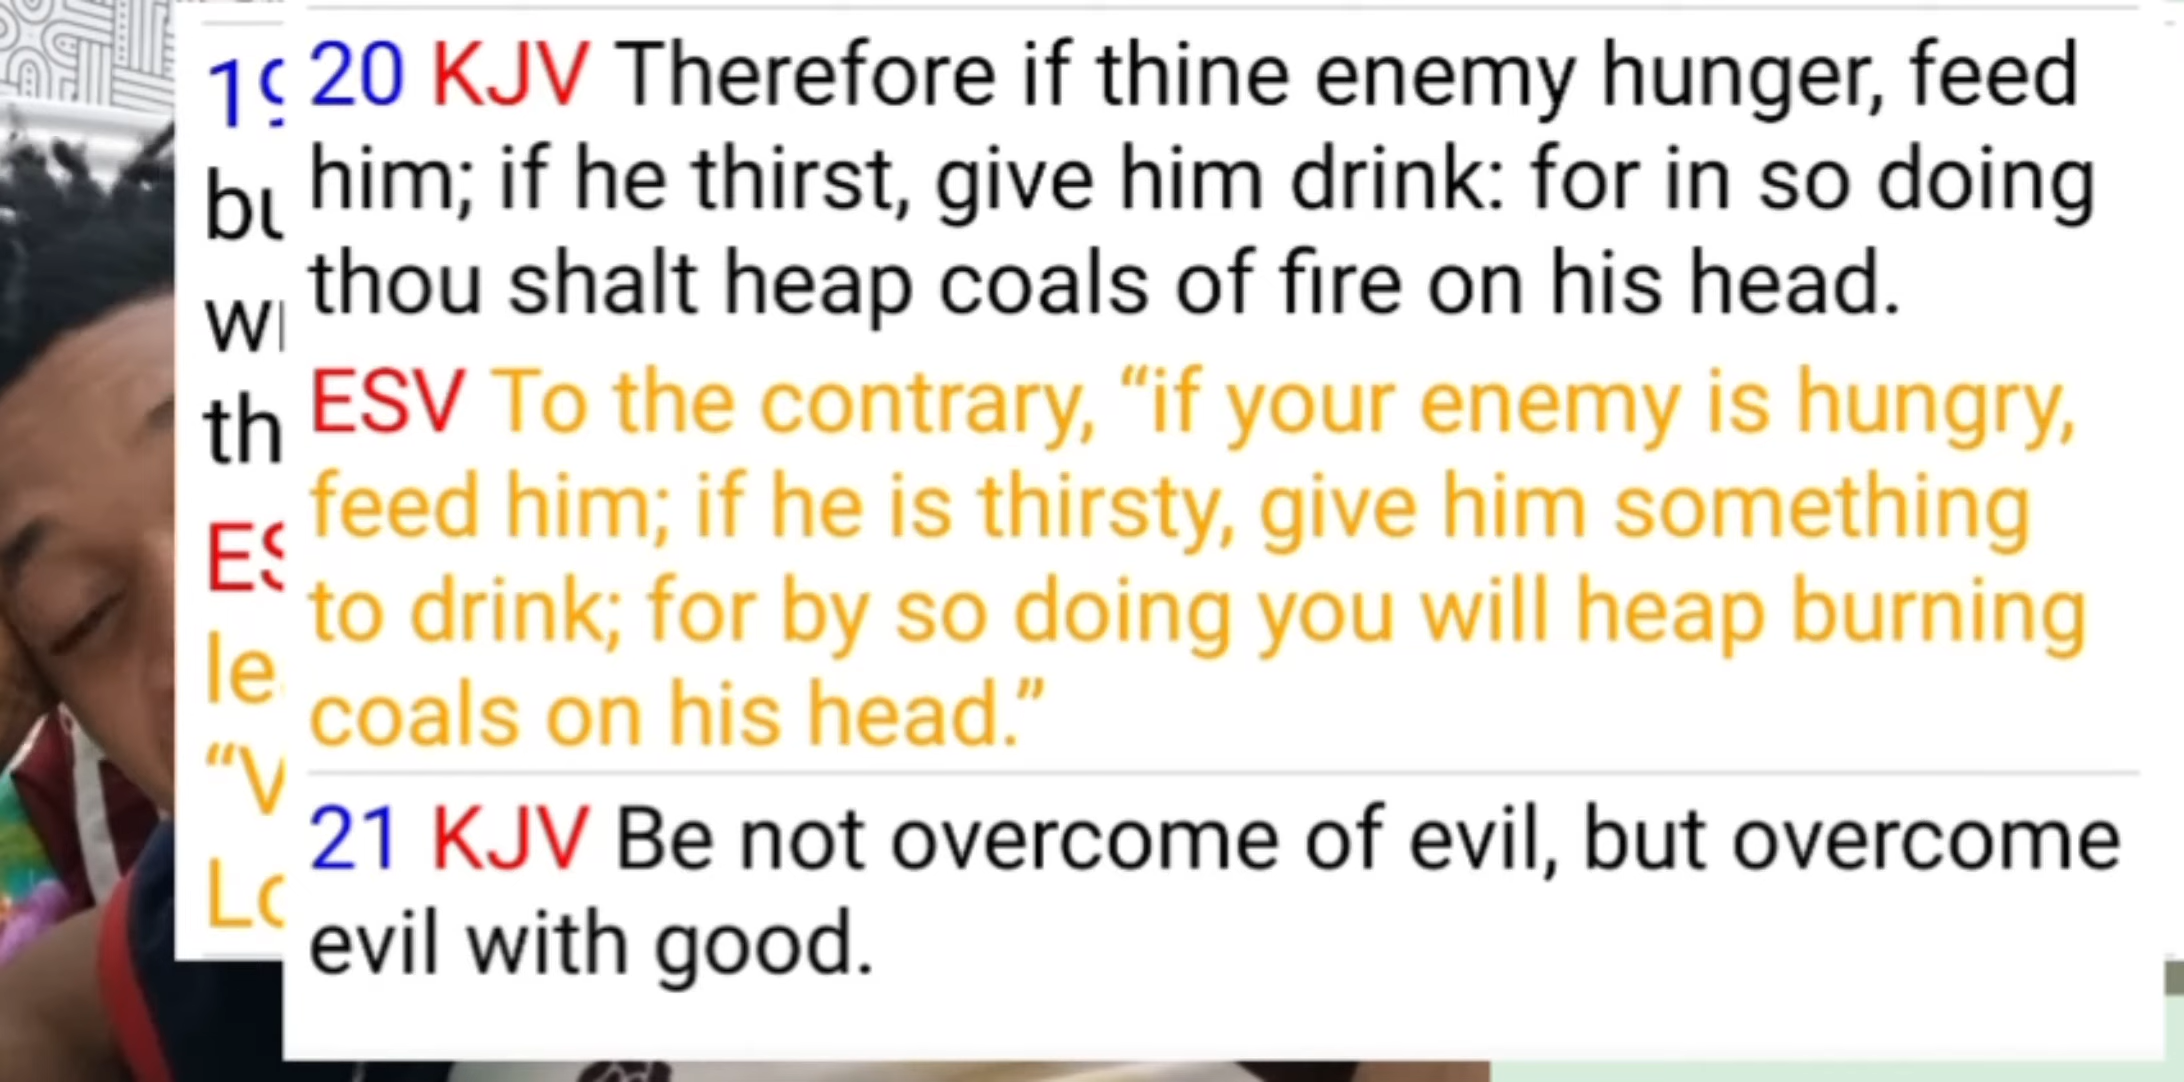 20 KJV Therefore if thine enemy hunger, feed
him; if he thirst, give him drink: for in so doing
thou shalt heap coals of fire on his head.
ESV To the contrary, “if your enemy is hungry,
feed him; if he is thirsty, give him something
to drink; for by so doing you will heap burning
coals on his head.”
21 KJV Be not overcome of evil, but overcome
evil with good.